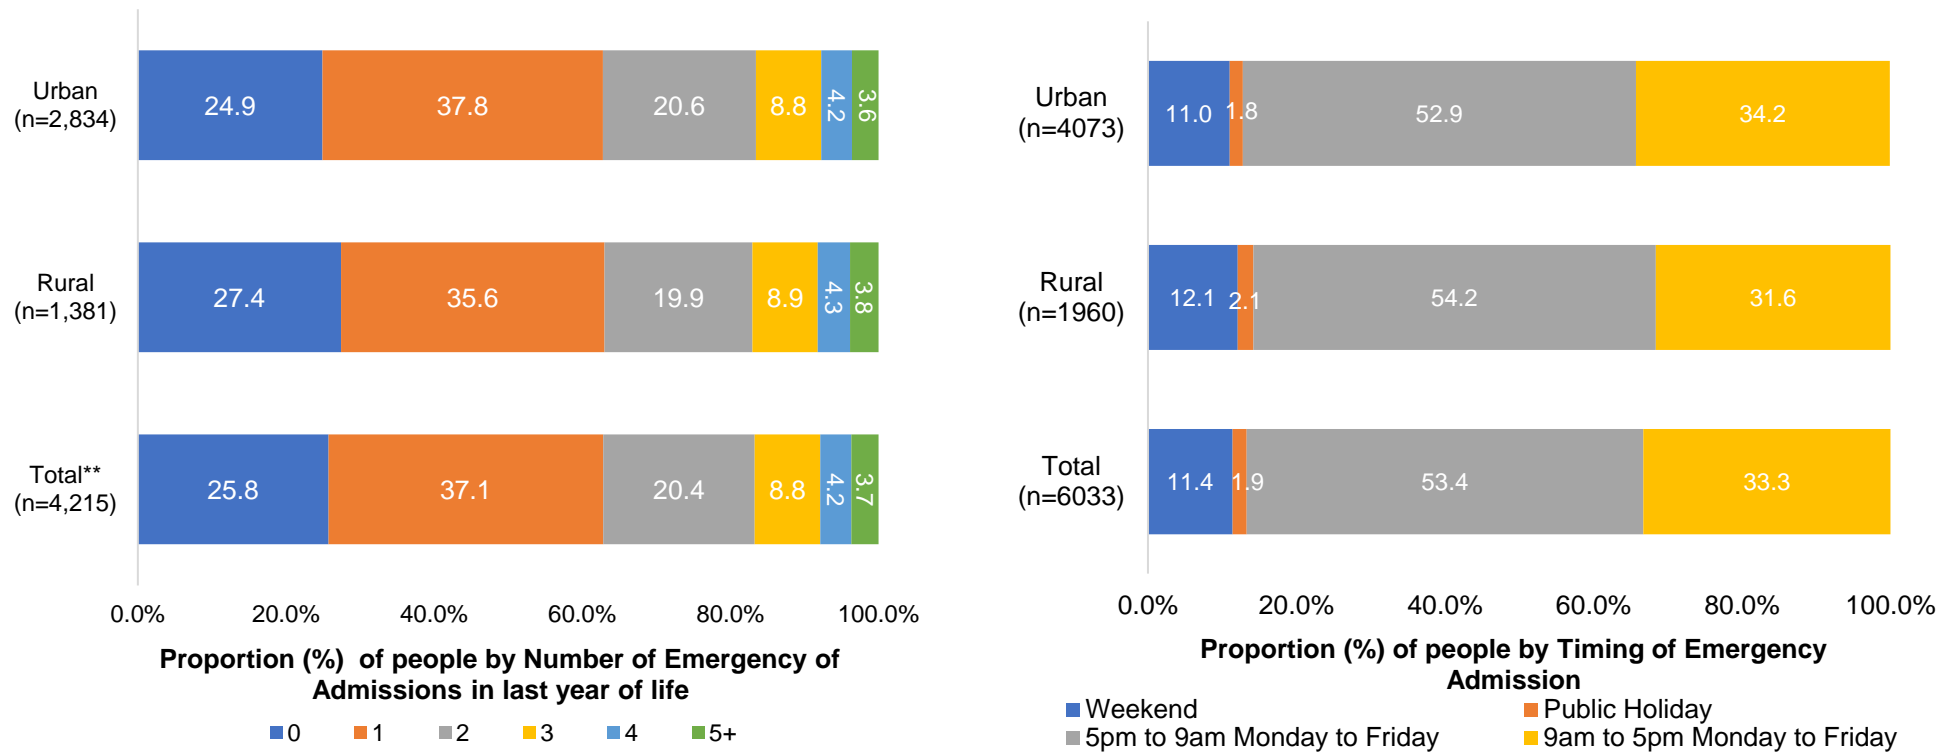 Urban
(n=2,834)
24.9
37.8
20.6
8.8
4.2
3.6
Rural
(n=1,381)
27.4
35.6
19.9
8.9
4.3
3.8
Total**
(n=4,215)
25.8
37.1
20.4
8.8
4.2
3.7
0.0%
20.0%
40.0%
60.0%
80.0%
100.0%
Proportion (%) of people by Number of Emergency of
Admissions in last year of life
0
1
2
3
4
5+
Urban
(n=4073)
11.0
1.8
52.9
34.2
Rural
(n=1960)
12.1
2.1
54.2
31.6
Total
(n=6033)
11.4
1.9
53.4
33.3
0.0%
20.0%
40.0%
60.0%
80.0%
100.0%
Proportion (%) of people by Timing of Emergency
Admission
Weekend
Public Holiday
5pm to 9am Monday to Friday
9am to 5pm Monday to Friday